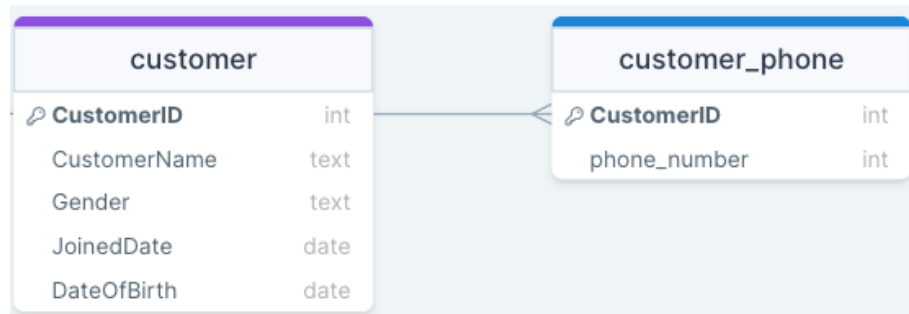 customer
CustomerID int
CustomerName text
Gender text
JoinedDate date
DateOfBirth date
customer_phone
CustomerID int
phone_number int